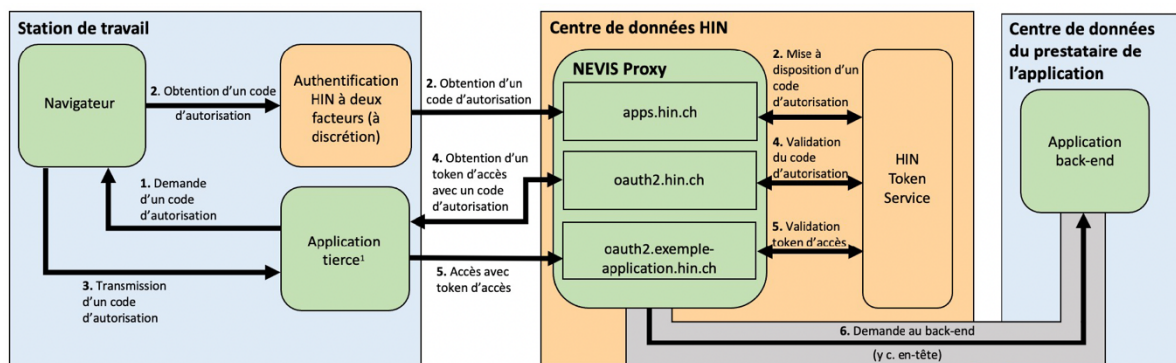 Station de travail
Navigateur
2. Obtention d’un code
d’autorisation
Authentification
HIN à deux
facteurs (à
discrétion)
1. Demande
d’un code
d’autorisation
Application
tierce¹
3. Transmission
d’un code
d’autorisation
2. Obtention d’un
code d’autorisation
4. Obtention d’un
token d’accès
avec un code
d’autorisation
5. Accès avec
token d’accès
Centre de données HIN
NEVIS Proxy
apps.hin.ch
oauth2.hin.ch
oauth2.exemple-
application.hin.ch
2. Mise à
disposition d’un
code
d’autorisation
4. Validation
du code
d’autorisation
5. Validation
token d’accès
HIN
Token
Service
Centre de données
du prestataire de
l’application
Application
back-end
6. Demande au back-end
(y c. en-tête)